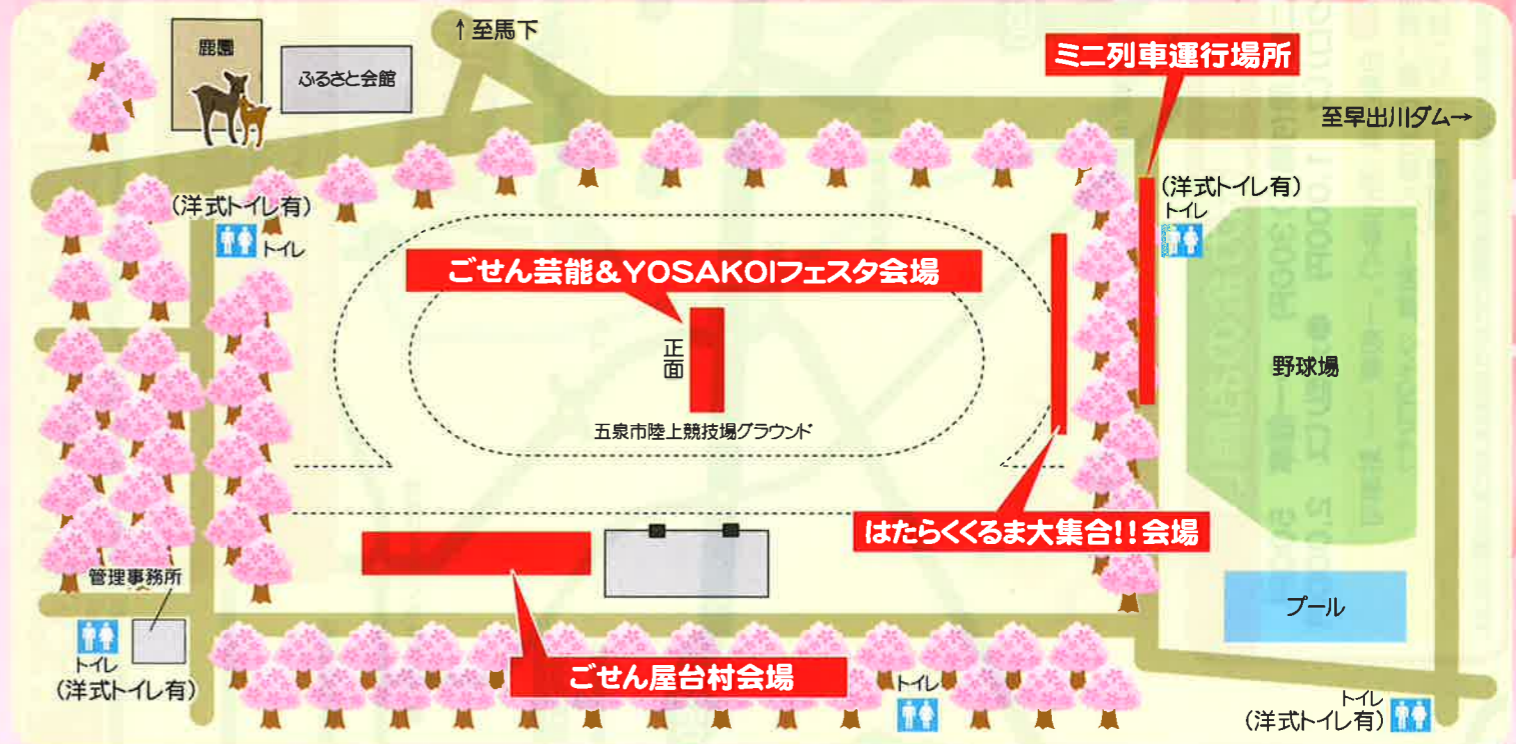 ↑至馬下
鹿園
ふるさと会館
ミニ列車運行場所
至早出川ダム→
(洋式トイレ有)
トイレ
(洋式トイレ有)
トイレ
ごせん芸能&YOSAKOIフェスタ会場
正面
野球場
五泉市陸上競技場グラウンド
はたらくくるま大集合!!会場
管理事務所
プール
トイレ
(洋式トイレ有)
ごせん屋台村会場
トイレ
トイレ
(洋式トイレ有)